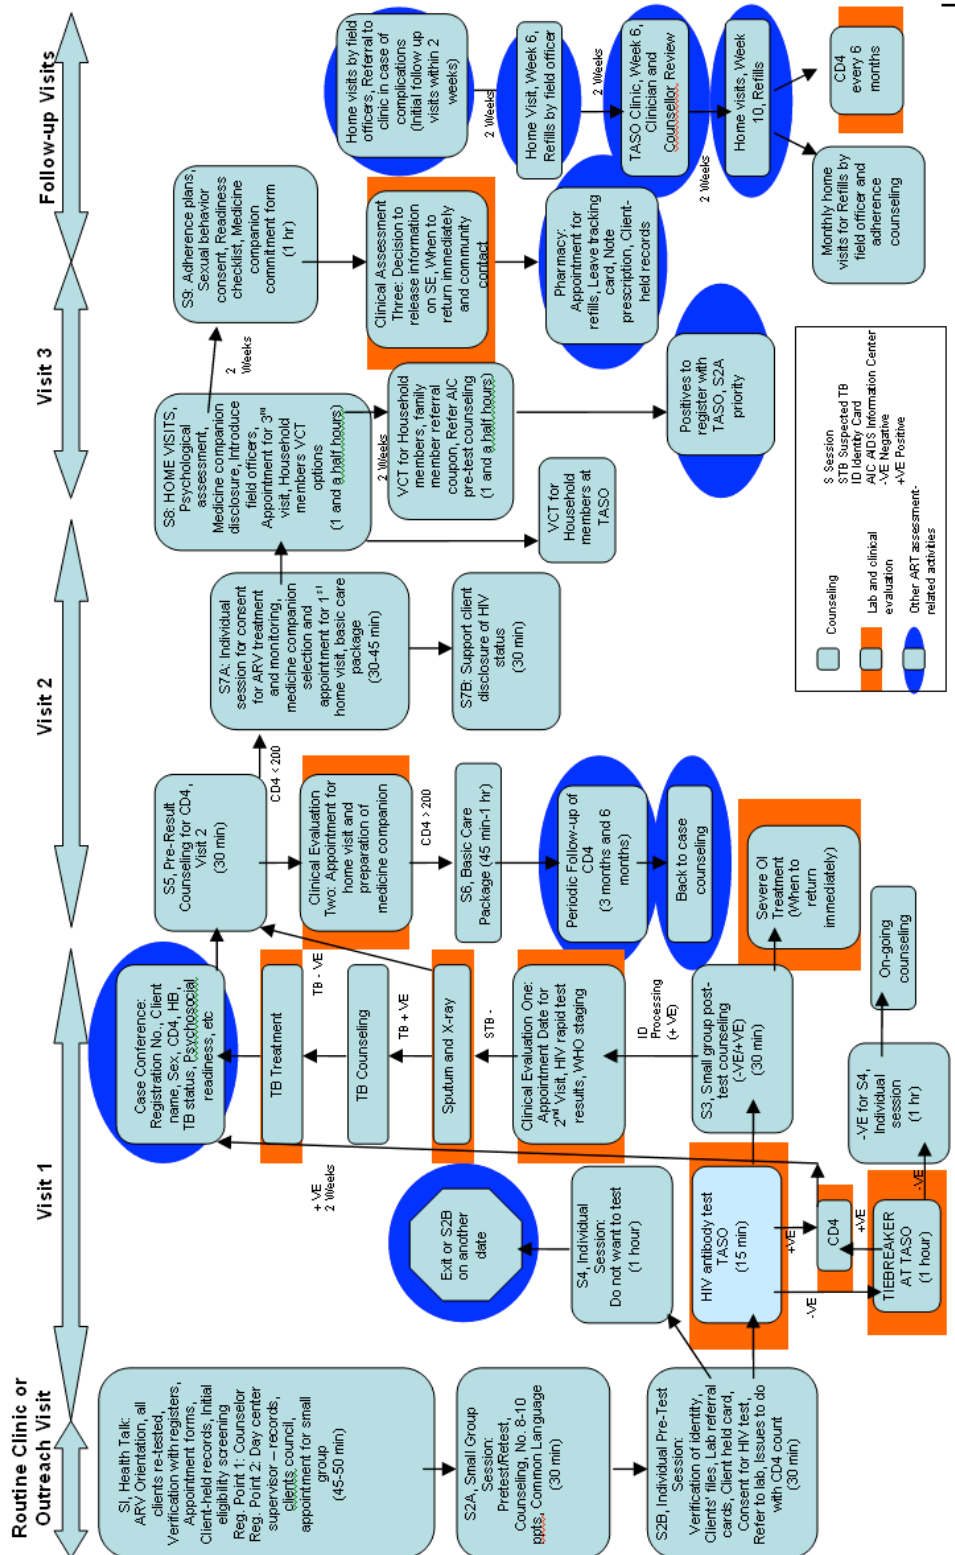 Routine Clinic or
Outreach Visit
Visit 1
Visit 2
Visit 3
Follow-up Visits
SI, Health Talk:
ARV Orientation, all
clients re-tested,
Verification with registers,
Appointment forms,
Client-held records, Initial
eligibility screening
Reg. Point 1: Counselor
Reg. Point 2: Day center
supervisor – records,
clients council,
appointment for small
group
(45-50 min)
S2A, Small Group
Session:
Pretest/Retest,
Counseling, No. 8-10
ppts, Common Language
(30 min)
S2B, Individual Pre-Test
Session:
Verification of identity,
Clients' files, Lab referral
cards, Client held card,
Consent for HIV test,
Refer to lab, Issues to do
with CD4 count
(30 min)
Exit or S2B
on another
date
S4, Individual
Session:
Do not want to test
(1 hour)
HIV antibody test
TASO
(15 min)
-VE
+VE
CD4
+VE
TIEBREAKER
AT TASO
(1 hour)
-VE
+VE
2 Weeks
Case Conference:
Registration No., Client
name, Sex, CD4, HB,
TB status, Psychosocial
readiness, etc
TB Treatment
TB Counseling
TB + VE
TB - VE
Sputum and X-ray
STB -
Clinical Evaluation One:
Appointment Date for
2nd Visit, HIV rapid test
results, WHO staging
ID
Processing
(+ VE)
S3, Small group post-
test counseling
(-VE/+VE)
(30 min)
-VE for S4,
Individual
session
(1 hr)
On-going
counseling
Severe OI
Treatment
(When to
return
immediately)
S5, Pre-Result
Counseling for CD4,
Visit 2
(30 min)
CD4 < 200
Clinical Evaluation
Two: Appointment for
home visit and
preparation of
medicine companion
CD4 > 200
S6, Basic Care
Package (45 min-1 hr)
Periodic Follow-up of
CD4
(3 months and 6
months)
Back to case
counseling
S7A: Individual
session for consent
for ARV treatment
and monitoring,
medicine companion
selection and
appointment for 1st
home visit, basic care
package
(30-45 min)
S7B: Support client
disclosure of HIV
status
(30 min)
S8: HOME VISITS,
Psychological
assessment,
Medicine companion
disclosure, Introduce
field officers,
Appointment for 3rd
visit, Household
members VCT
options
(1 and a half hours)
2
Weeks
2 Weeks
VCT for Household
members, family
member referral
coupon, Refer AIC
pre-test counseling
(1 and a half hours)
VCT for
Household
members at
TASO
Positives to
register with
TASO, S2A
priority
S9: Adherence plans,
Sexual behavior
consent, Readiness
checklist, Medicine
companion
commitment form
(1 hr)
Clinical Assessment
Three: Decision to
release information
on SE, When to
return immediately
and community
contact
Pharmacy:
Appointment for
refills, Leave tracking
card, Note
prescription, Client-
held records
Home visits by field
officers, Referral to
clinic in case of
complications
(Initial follow up
visits within 2
weeks)
2 Weeks
Home Visit, Week 6,
Refills by field officer
2 Weeks
TASO Clinic, Week 6,
Clinician and
Counsellor Review
2 Weeks
Home visits, Week
10, Refills
Monthly home
visits for Refills by
field officer and
adherence
counseling
CD4
every 6
months
Counseling
Lab and clinical
evaluation
Other ART assessment-
related activities
S Session
STB Suspected TB
ID Identity Card
AIC AIDS Information Center
-VE Negative
+VE Positive